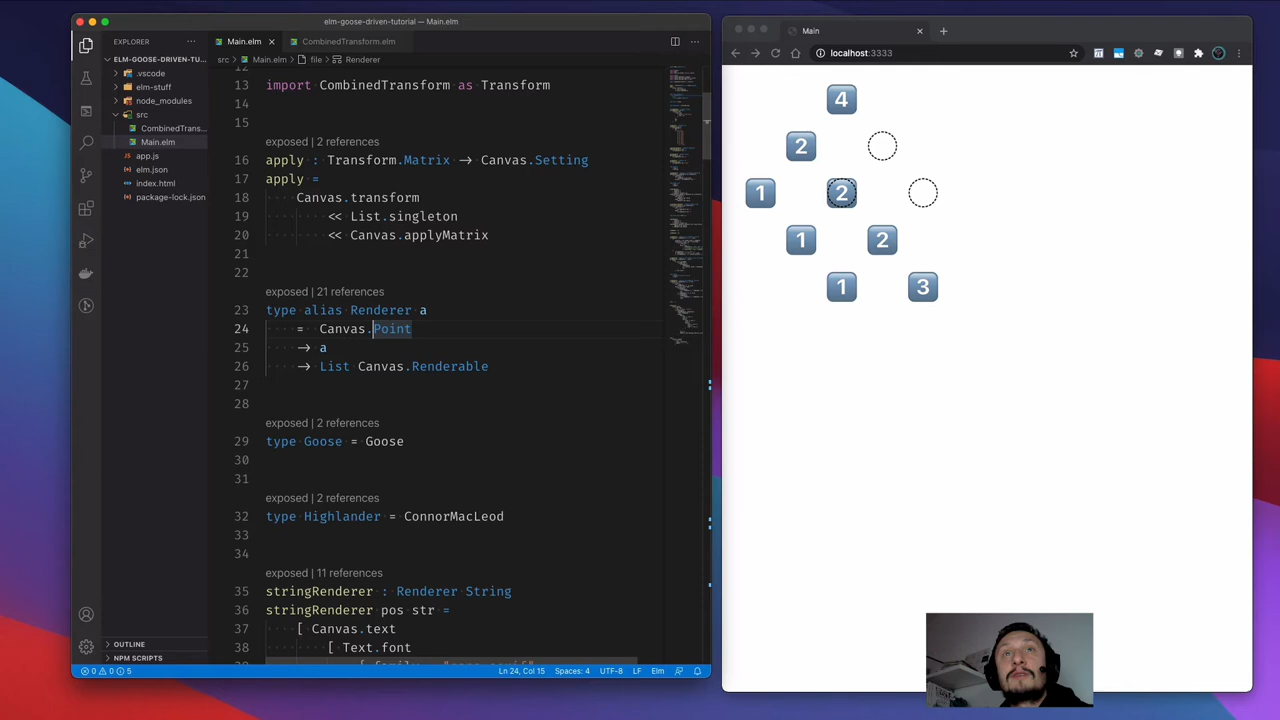 elm-goose-driven-tutorial — Main.elm
EXPLORER
Main.elm
CombinedTransform.elm
ELM-GOOSE-DRIVEN-TU...
.vscode
elm-stuff
node_modules
src
CombinedTrans...
Main.elm
app.js
elm.json
index.html
package-lock.json
OUTLINE
NPM SCRIPTS
src > Main.elm > file > Renderer
12
13 import CombinedTransform as Transform
14
15
exposed | 2 references
16 apply : Transform.Matrix → Canvas.Setting
17 apply =
18 Canvas.transform
19 << List.singleton
20 << Canvas.applyMatrix
21
22
exposed | 21 references
23 type alias Renderer a
24 = Canvas.Point
25 → a
26 → List Canvas.Renderable
27
28
exposed | 2 references
29 type Goose = Goose
30
31
exposed | 2 references
32 type Highlander = ConnorMacLeod
33
34
exposed | 11 references
35 stringRenderer : Renderer String
36 stringRenderer pos str =
37 [ Canvas.text
38 [ Text.font
0 0 5
Ln 24, Col 15
Spaces: 4
UTF-8
LF
Elm
Main
localhost:3333
4
2
1 2
1 2
1 3